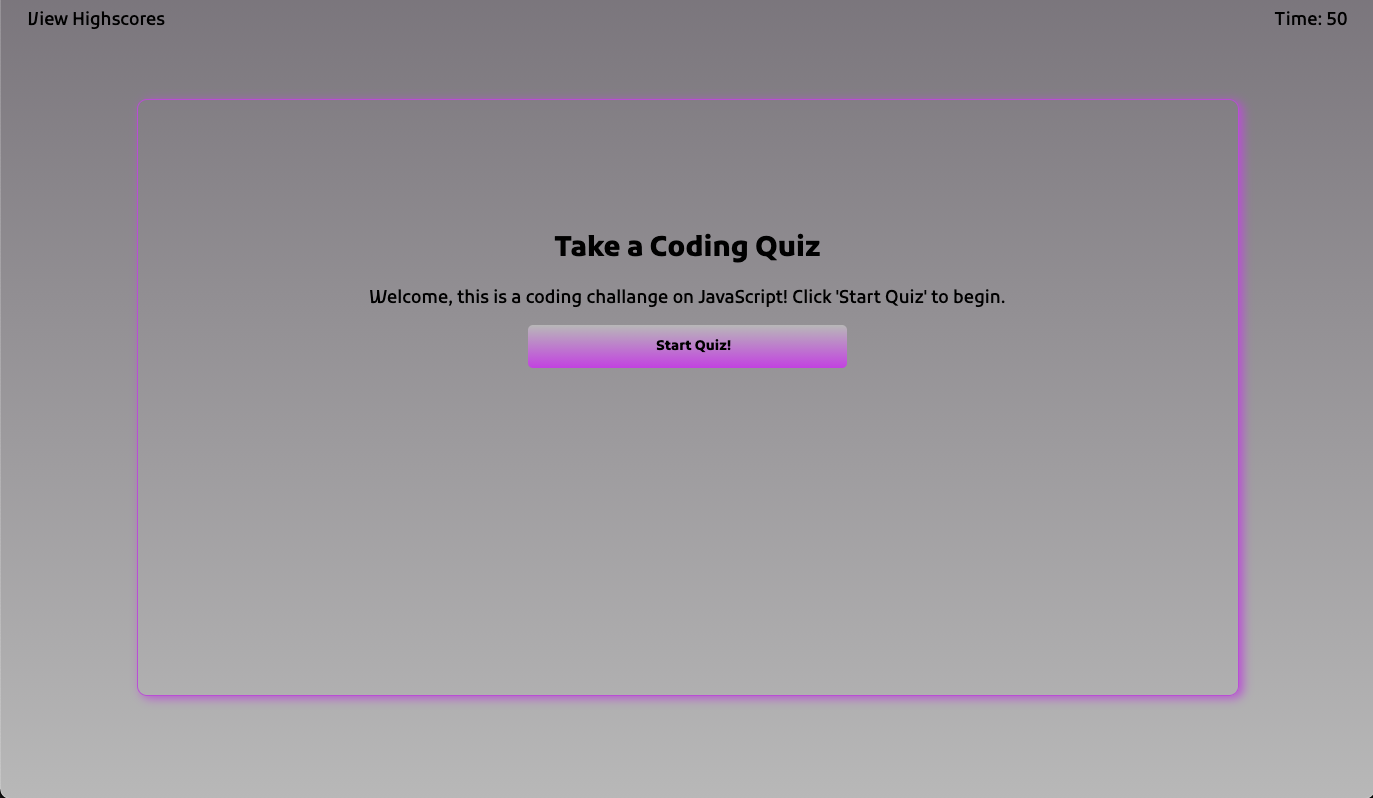 View Highscores
Time: 50
Take a Coding Quiz
Welcome, this is a coding challange on JavaScript! Click 'Start Quiz' to begin.
Start Quiz!